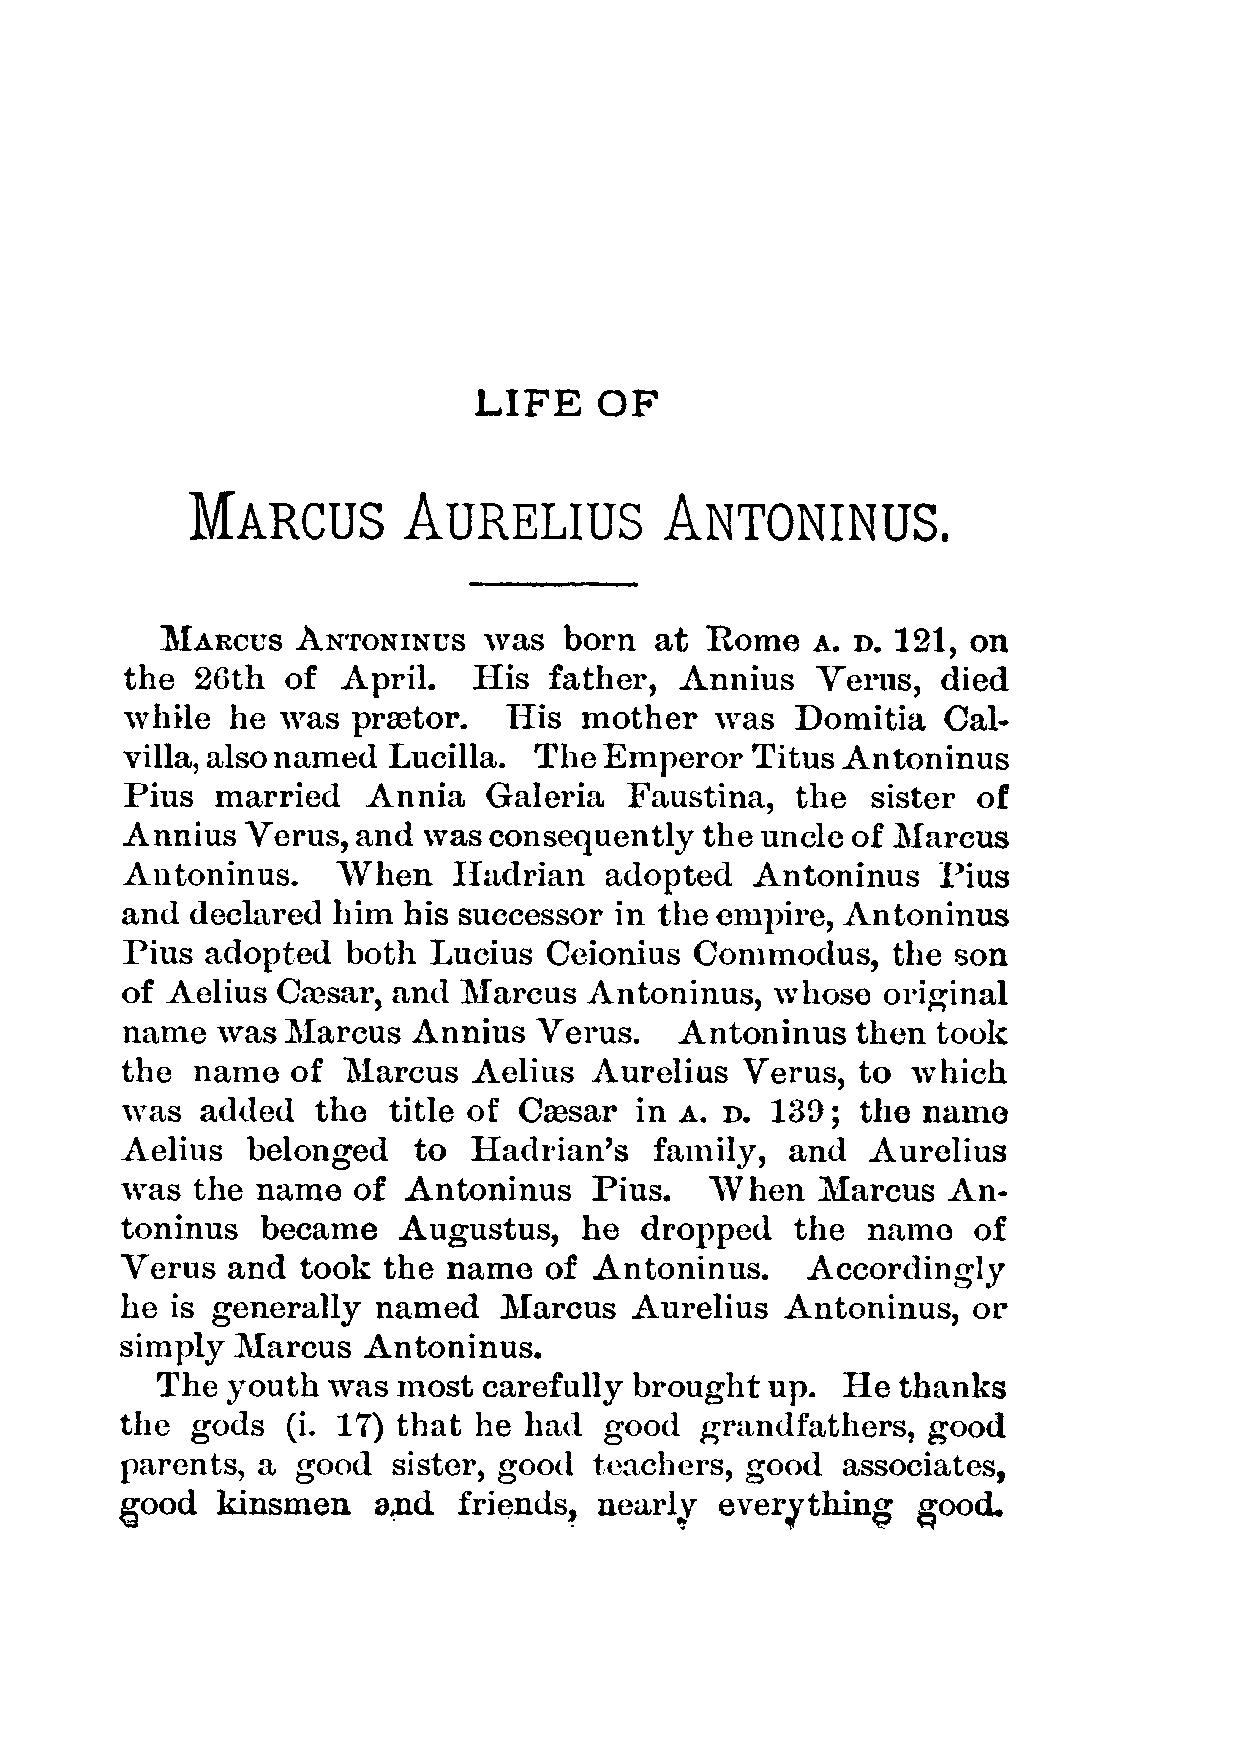 LIFE OF
MARCUS AURELIUS ANTONINUS.
MARCUS ANTONINUS was born at Rome A. D. 121, on
the 26th of April. His father, Annius Verus, died
while he was prætor. His mother was Domitia Cal-
villa, also named Lucilla. The Emperor Titus Antoninus
Pius married Annia Galeria Faustina, the sister of
Annius Verus, and was consequently the uncle of Marcus
Antoninus. When Hadrian adopted Antoninus Pius
and declared him his successor in the empire, Antoninus
Pius adopted both Lucius Ceionius Commodus, the son
of Aelius Cæsar, and Marcus Antoninus, whose original
name was Marcus Annius Verus. Antoninus then took
the name of Marcus Aelius Aurelius Verus, to which
was added the title of Cæsar in A. D. 139; the name
Aelius belonged to Hadrian's family, and Aurelius
was the name of Antoninus Pius. When Marcus An-
toninus became Augustus, he dropped the name of
Verus and took the name of Antoninus. Accordingly
he is generally named Marcus Aurelius Antoninus, or
simply Marcus Antoninus.
The youth was most carefully brought up. He thanks
the gods (i. 17) that he had good grandfathers, good
parents, a good sister, good teachers, good associates,
good kinsmen and friends, nearly everything good.